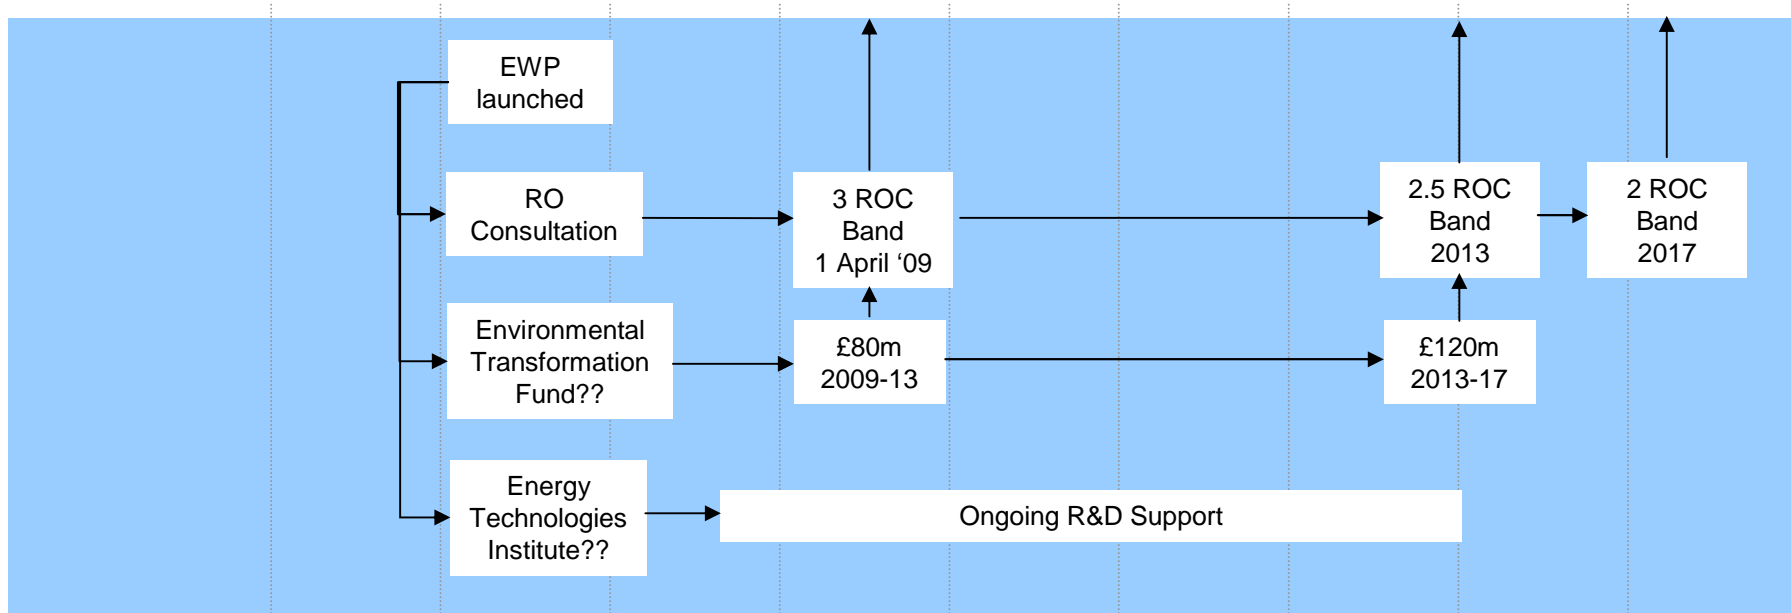 EWP
launched
RO
Consultation
3 ROC
Band
1 April ‘09
2.5 ROC
Band
2013
2 ROC
Band
2017
Environmental
Transformation
Fund??
£80m
2009-13
£120m
2013-17
Energy
Technologies
Institute??
Ongoing R&D Support